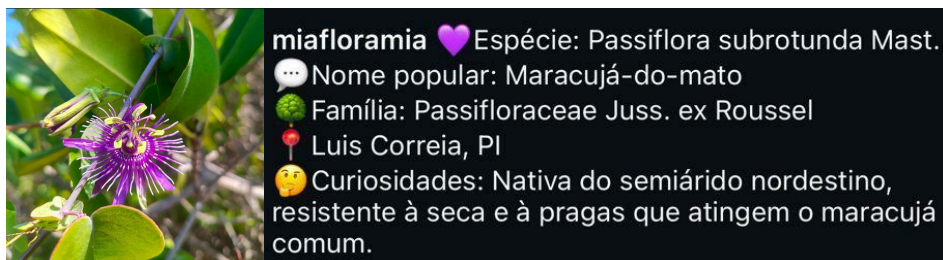 miafloramia 💜Espécie: Passiflora subrotunda Mast.
💬Nome popular: Maracujá-do-mato
🌳Família: Passifloraceae Juss. ex Roussel
📍Luis Correia, PI
🤔Curiosidades: Nativa do semiárido nordestino,
resistente à seca e à pragas que atingem o maracujá
comum.